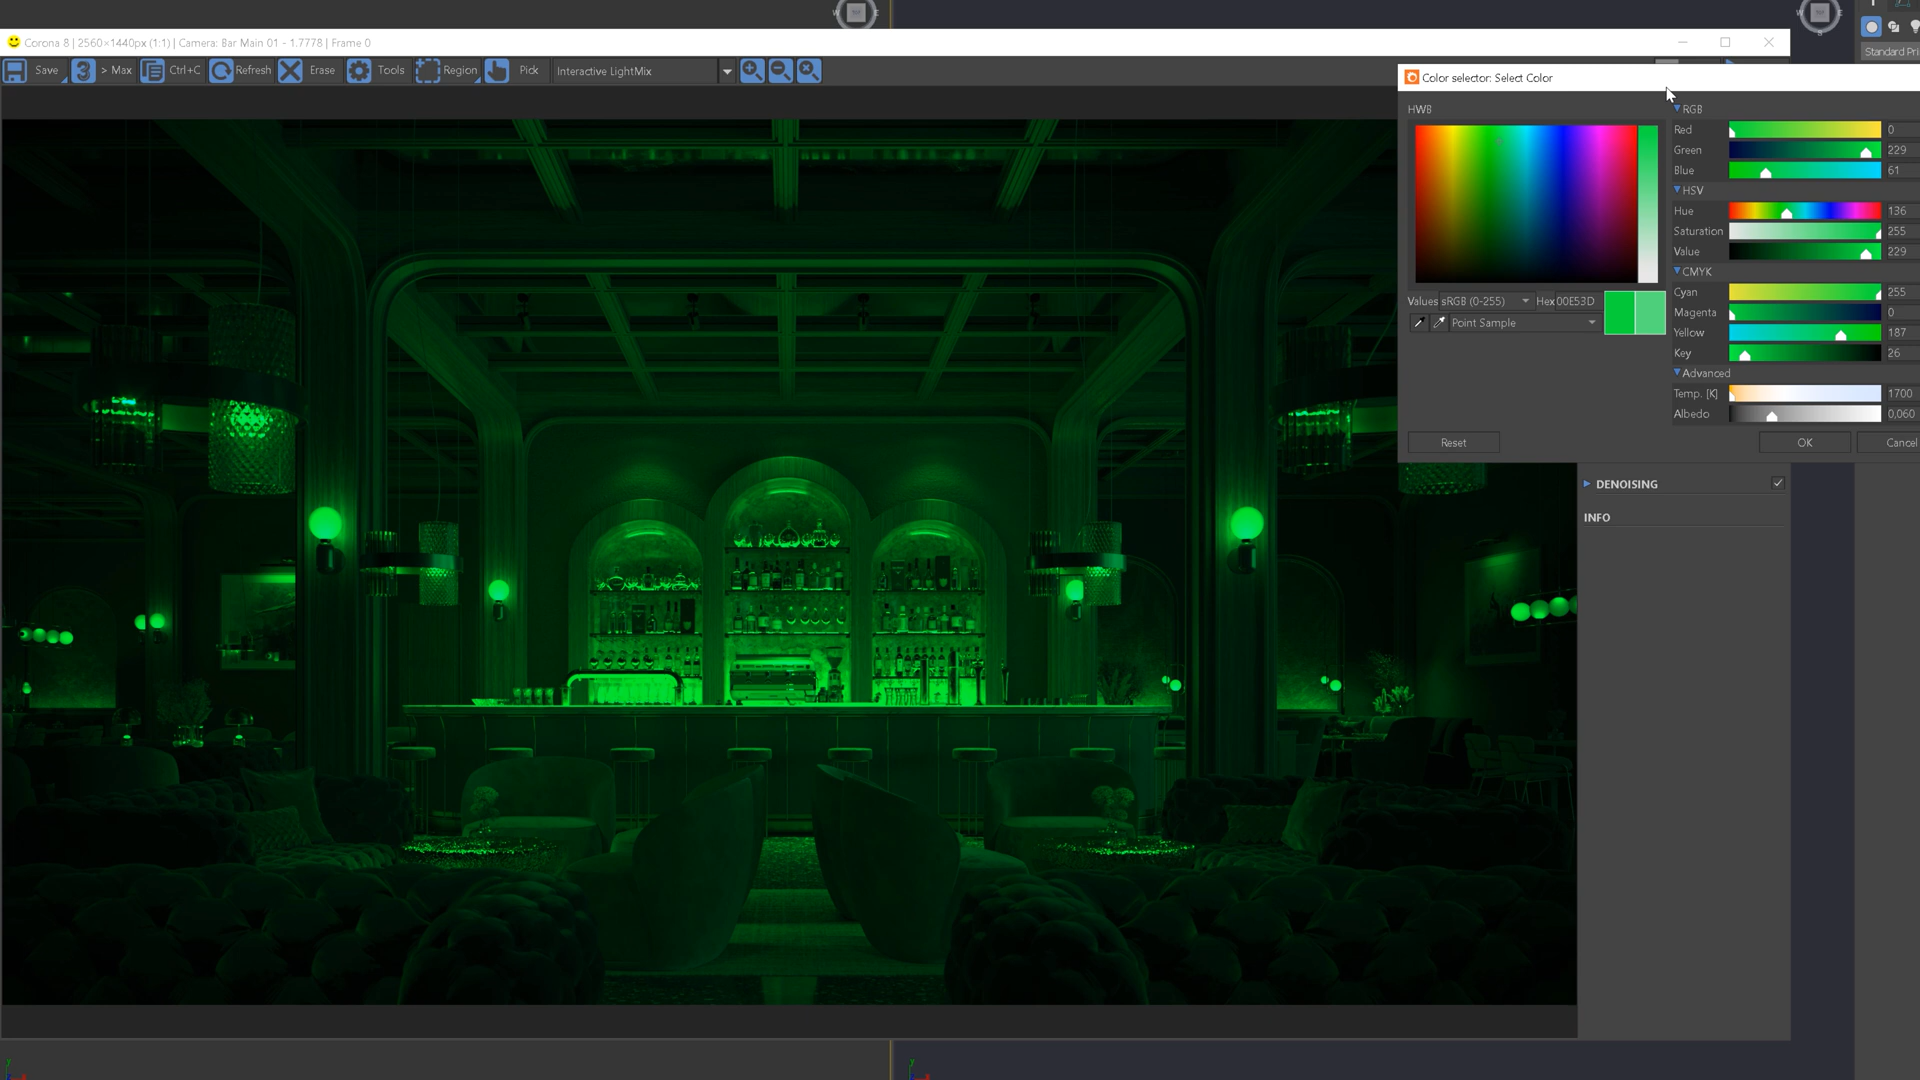 Corona 8 | 2560×1440px (1:1) | Camera: Bar Main 01 - 1.7778 | Frame 0
Save
3 > Max
Ctrl+C
Refresh
Erase
Tools
Region
Pick
Interactive LightMix
Standard Pri
Color selector: Select Color
HWB
RGB
Red 0
Green 229
Blue 61
HSV
Hue 136
Saturation 255
Value 229
CMYK
Cyan 255
Magenta 0
Yellow 187
Key 26
Advanced
Temp. [K] 1700
Albedo 0,060
Values sRGB (0-255) Hex 00E53D
Point Sample
Reset
OK
Cancel
DENOISING
INFO